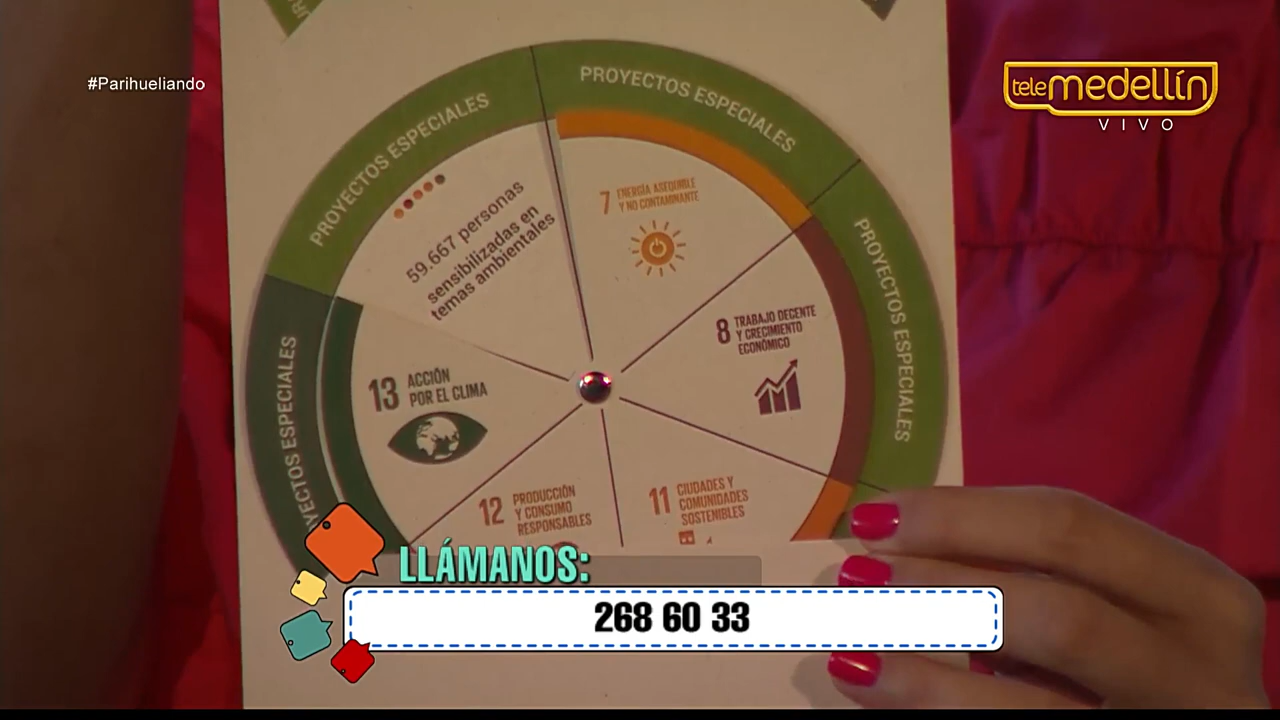 #Parihueliando
tele medellín
VIVO
PROYECTOS ESPECIALES
PROYECTOS ESPECIALES
PROYECTOS ESPECIALES
59.667 personas
sensibilizadas en
temas ambientales
7 ENERGÍA ASEQUIBLE
Y NO CONTAMINANTE
8 TRABAJO DECENTE
Y CRECIMIENTO
ECONÓMICO
13 ACCIÓN
POR EL CLIMA
12 PRODUCCIÓN
Y CONSUMO
RESPONSABLES
11 CIUDADES Y
COMUNIDADES
SOSTENIBLES
YECTOS ESPECIALES
LLÁMANOS:
268 60 33